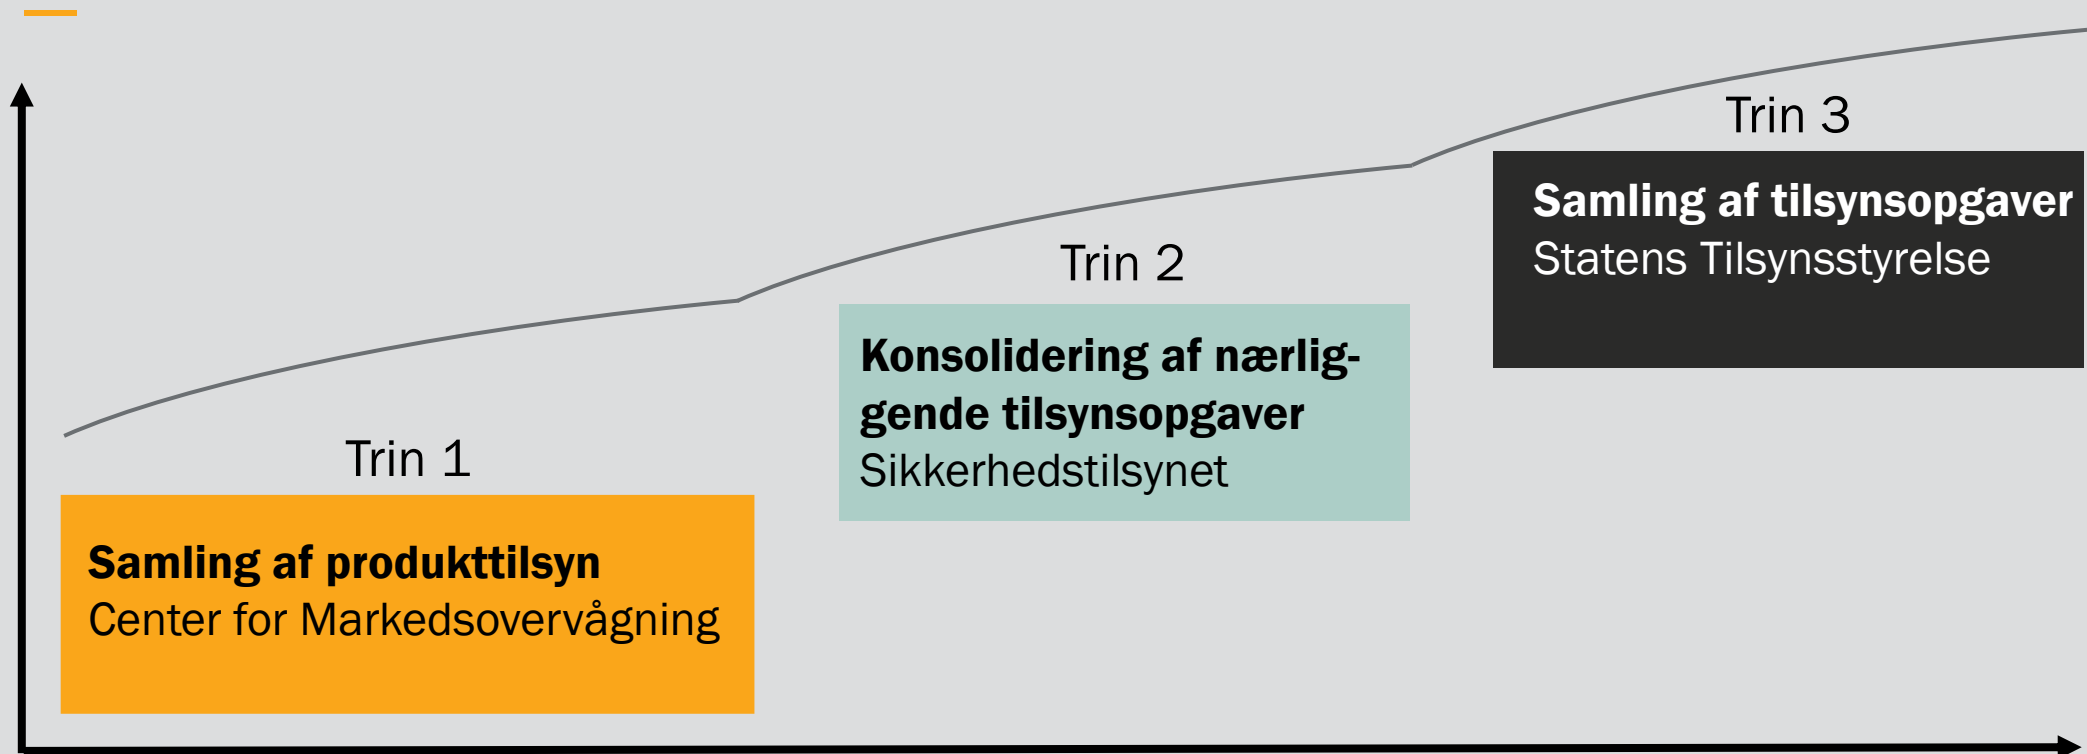 Trin 1
Samling af produkttilsyn
Center for Markedsovervågning
Trin 2
Konsolidering af nærlig-
gende tilsynsopgaver
Sikkerhedstilsynet
Trin 3
Samling af tilsynsopgaver
Statens Tilsynsstyrelse